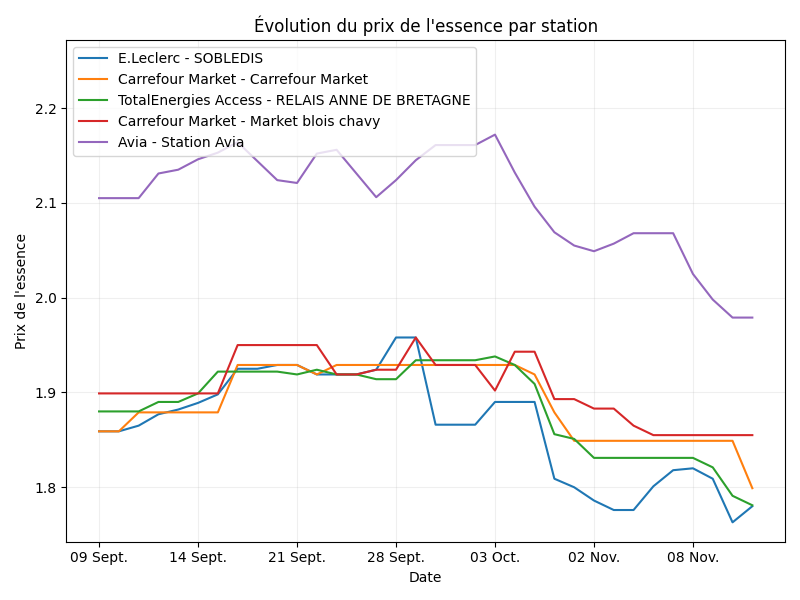 Évolution du prix de l'essence par station
E.Leclerc - SOBLEDIS
Carrefour Market - Carrefour Market
TotalEnergies Access - RELAIS ANNE DE BRETAGNE
Carrefour Market - Market blois chavy
Avia - Station Avia
Prix de l'essence
2.2
2.1
2.0
1.9
1.8
09 Sept.
14 Sept.
21 Sept.
28 Sept.
03 Oct.
02 Nov.
08 Nov.
Date